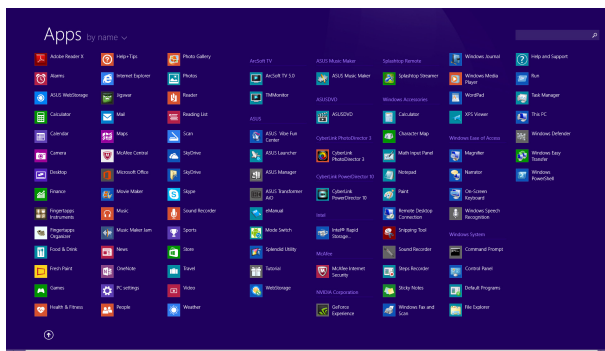 Apps by name
Adobe Reader X
Alarms
ASUS WebStorage
Calculator
Calendar
Camera
Desktop
Finance
Fingertapps
Instruments
Fingertapps
Organizer
Food & Drink
Fresh Paint
Games
Health & Fitness
Help+Tips
Internet Explorer
Jigswar
Mail
Maps
McAfee Central
Microsoft Office
Movie Maker
Music
Music Maker Jam
News
OneNote
PC settings
People
Photo Gallery
Photos
Reader
Reading List
Scan
SkyDrive
SkyDrive
Skype
Sound Recorder
Sports
Store
Travel
Video
Weather
ArcSoft TV
ArcSoft TV 5.0
TMMonitor
ASUS
ASUS Vibe Fun
Center
ASUS Launcher
ASUS Manager
ASUS Transformer
AiO
eManual
Mode Switch
Splendid Utility
Tutorial
WebStorage
ASUS Music Maker
ASUS Music Maker
ASUSDVD
ASUSDVD
CyberLink PhotoDirector 3
CyberLink
PhotoDirector 3
CyberLink PowerDirector 10
CyberLink
PowerDirector 10
Intel
Intel® Rapid
Storage...
McAfee
McAfee Internet
Security
NVIDIA Corporation
GeForce
Experience
Splashtop Remote
Splashtop Streamer
Windows Accessories
Calculator
Character Map
Math Input Panel
Notepad
Paint
Remote Desktop
Connection
Snipping Tool
Sound Recorder
Steps Recorder
Sticky Notes
Windows Fax and
Scan
Windows Journal
Windows Media
Player
WordPad
XPS Viewer
Windows Ease of Access
Magnifier
Narrator
On-Screen
Keyboard
Windows Speech
Recognition
Windows System
Command Prompt
Control Panel
Default Programs
File Explorer
Help and Support
Run
Task Manager
This PC
Windows Defender
Windows Easy
Transfer
Windows
PowerShell